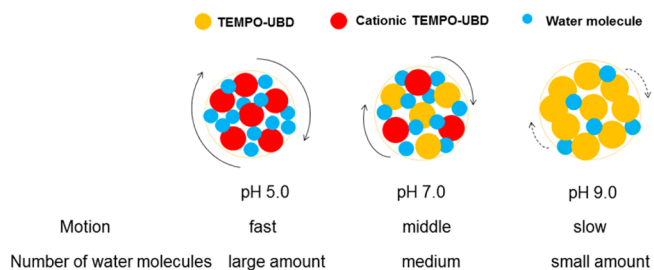 TEMPO-UBD Cationic TEMPO-UBD Water molecule
pH 5.0 pH 7.0 pH 9.0
Motion fast middle slow
Number of water molecules large amount medium small amount